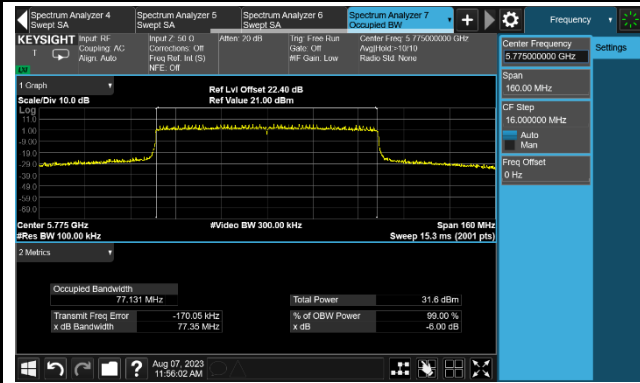 Spectrum Analyzer 4
Swept SA
Spectrum Analyzer 5
Swept SA
Spectrum Analyzer 6
Swept SA
Spectrum Analyzer 7
Occupied BW
Frequency
KEYSIGHT
Input: RF
Coupling: AC
Align: Auto
Input Z: 50 Ω
Corrections: Off
Freq Ref: Int (S)
NFE: Off
Atten: 20 dB
Trig: Free Run
Gate: Off
#IF Gain: Low
Center Freq: 5.775000000 GHz
Avg|Hold:>10/10
Radio Std: None
T
LXI
Center Frequency
5.775000000 GHz
Settings
Span
160.00 MHz
CF Step
16.000000 MHz
Auto
Man
Freq Offset
0 Hz
1 Graph
Scale/Div 10.0 dB
Ref Lvl Offset 22.40 dB
Ref Value 21.00 dBm
Log
11.0
1.00
-9.00
-19.0
-29.0
-39.0
-49.0
-59.0
-69.0
Center 5.775 GHz
#Video BW 300.00 kHz
Span 160 MHz
#Res BW 100.00 kHz
Sweep 15.3 ms (2001 pts)
2 Metrics
Occupied Bandwidth
77.131 MHz
Total Power
31.6 dBm
Transmit Freq Error
-170.05 kHz
% of OBW Power
99.00 %
x dB Bandwidth
77.35 MHz
x dB
-6.00 dB
Aug 07, 2023
11:56:02 AM